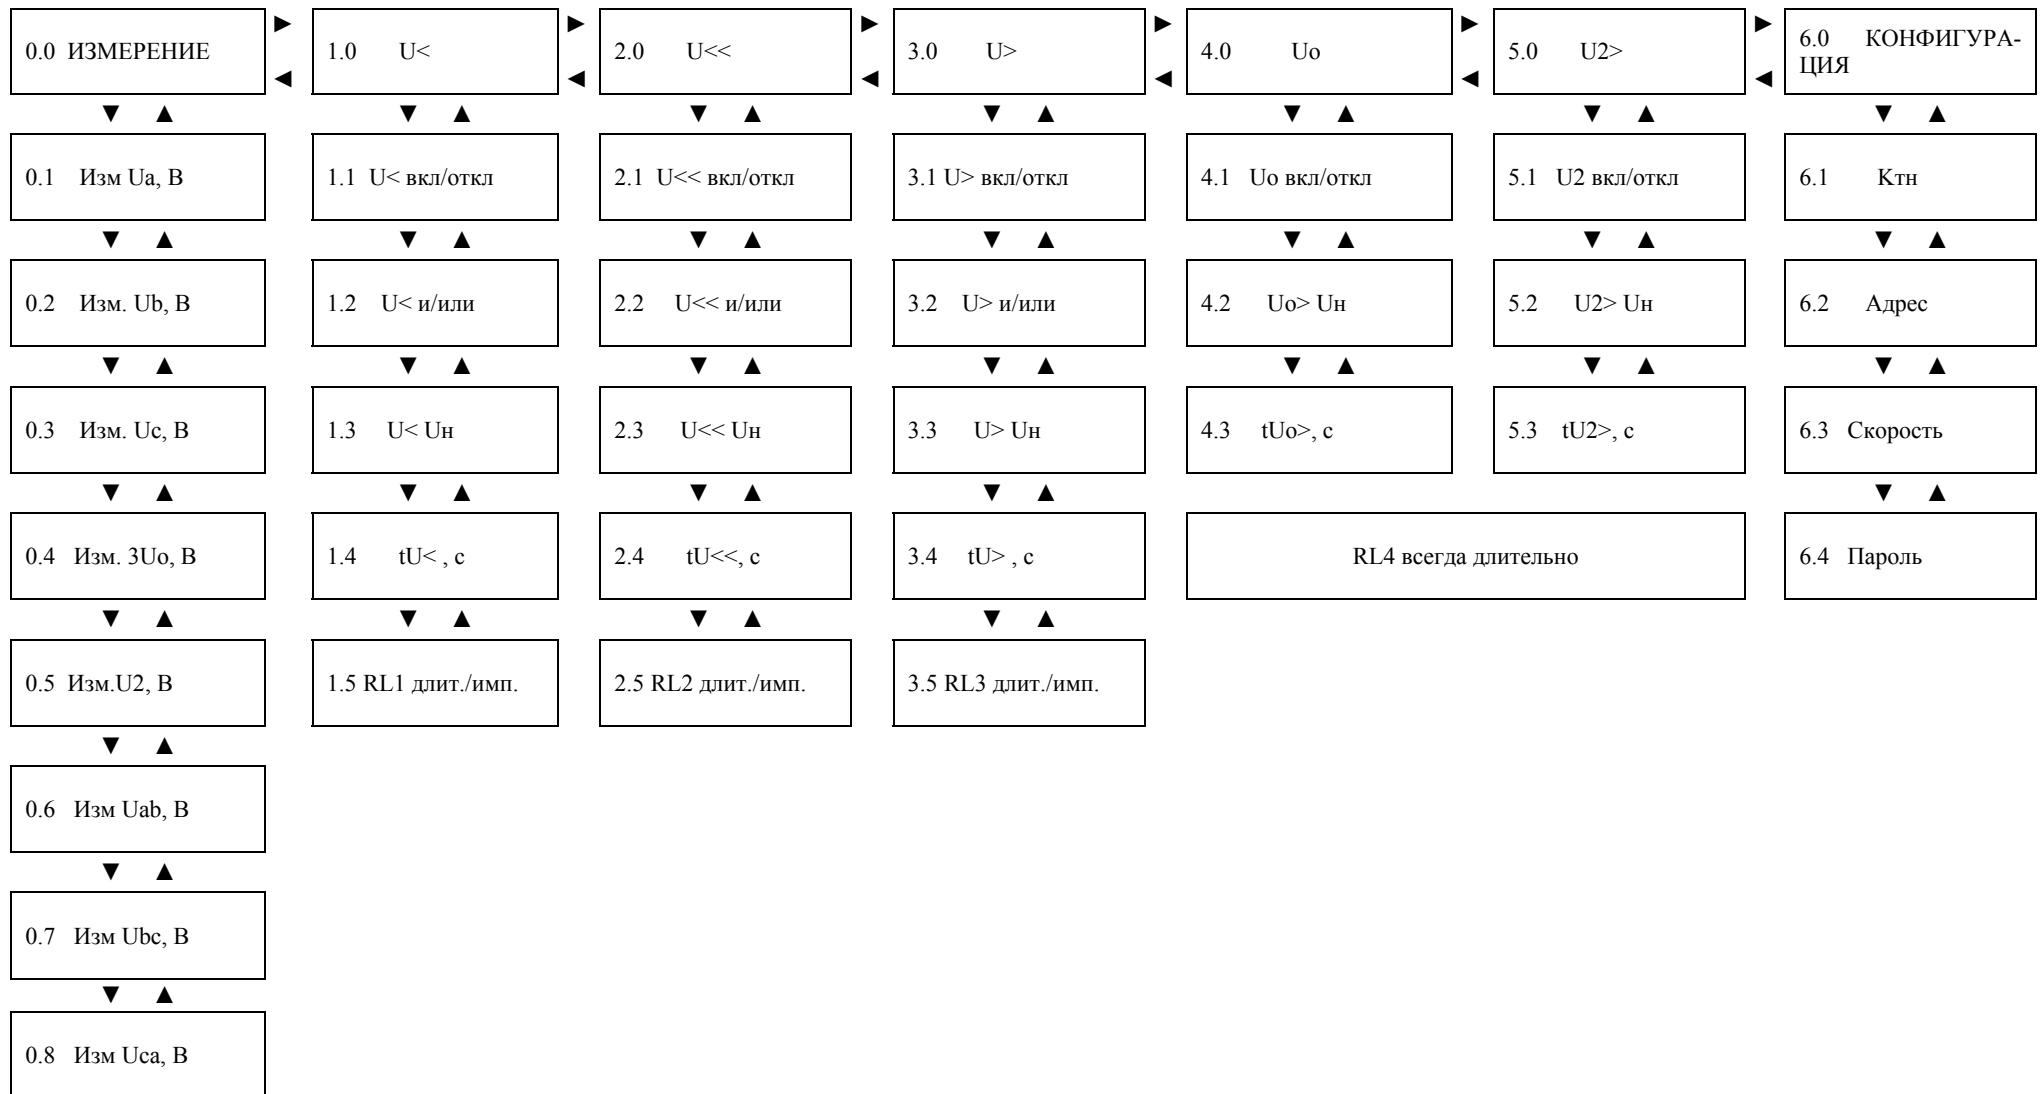 0.0 ИЗМЕРЕНИЕ
1.0 U<
2.0 U<<
3.0 U>
4.0 Uo
5.0 U2>
6.0 КОНФИГУРА-
ЦИЯ
0.1 Изм Ua, В
1.1 U< вкл/откл
2.1 U<< вкл/откл
3.1 U> вкл/откл
4.1 Uo вкл/откл
5.1 U2 вкл/откл
6.1 Ктн
0.2 Изм. Ub, В
1.2 U< и/или
2.2 U<< и/или
3.2 U> и/или
4.2 Uo> Uн
5.2 U2> Uн
6.2 Адрес
0.3 Изм. Uc, В
1.3 U< Uн
2.3 U<< Uн
3.3 U> Uн
4.3 tUo>, с
5.3 tU2>, с
6.3 Скорость
0.4 Изм. 3Uo, В
1.4 tU< , с
2.4 tU<<, с
3.4 tU> , с
RL4 всегда длительно
6.4 Пароль
0.5 Изм.U2, В
1.5 RL1 длит./имп.
2.5 RL2 длит./имп.
3.5 RL3 длит./имп.
0.6 Изм Uab, В
0.7 Изм Ubc, В
0.8 Изм Uca, В